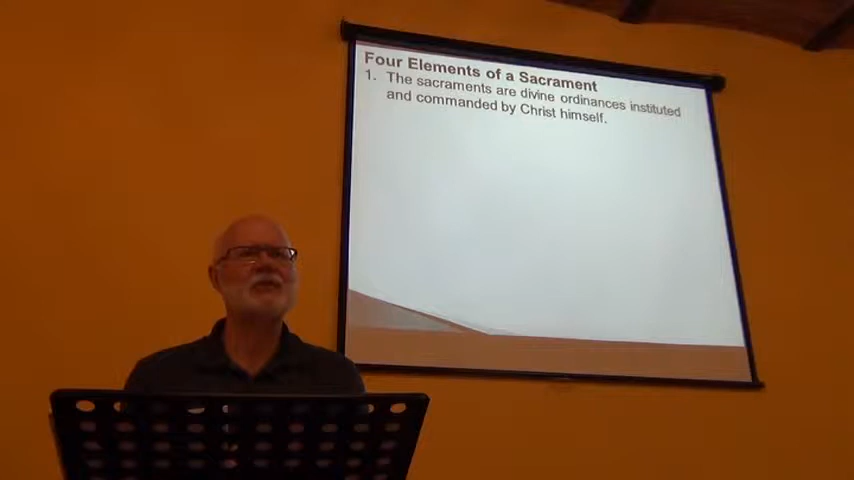 Four Elements of a Sacrament
1. The sacraments are divine ordinances instituted
and commanded by Christ himself.